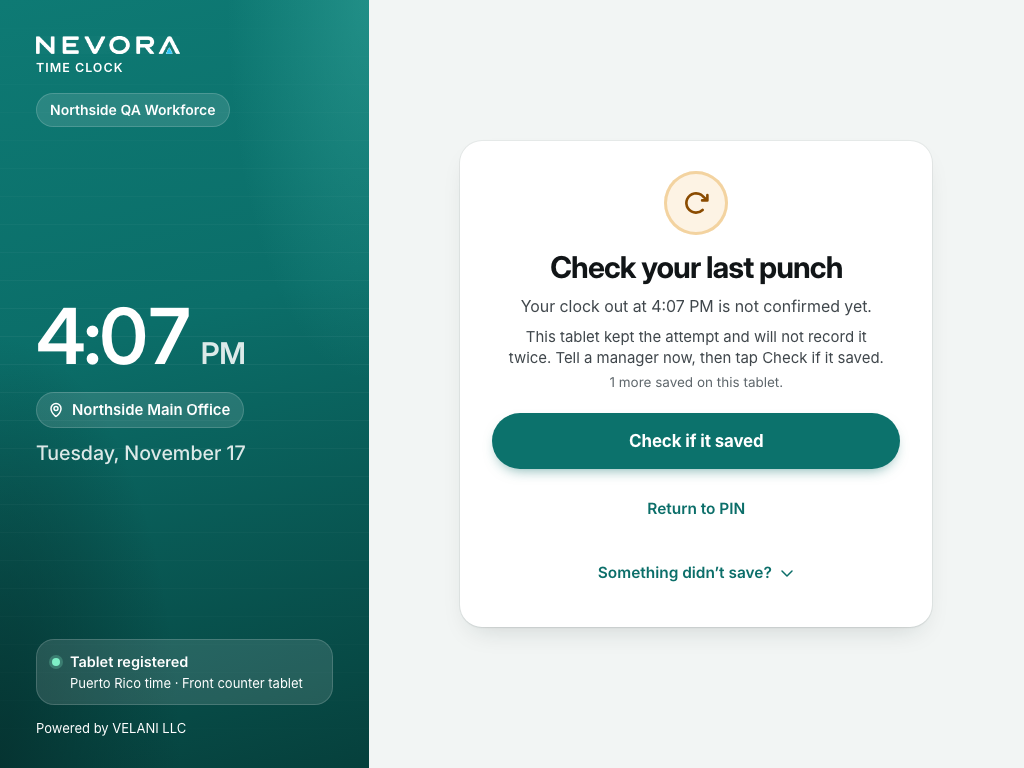 NEVORA
TIME CLOCK
Northside QA Workforce
4:07 PM
Northside Main Office
Tuesday, November 17
Tablet registered
Puerto Rico time · Front counter tablet
Powered by VELANI LLC
Check your last punch
Your clock out at 4:07 PM is not confirmed yet.
This tablet kept the attempt and will not record it
twice. Tell a manager now, then tap Check if it saved.
1 more saved on this tablet.
Check if it saved
Return to PIN
Something didn’t save?